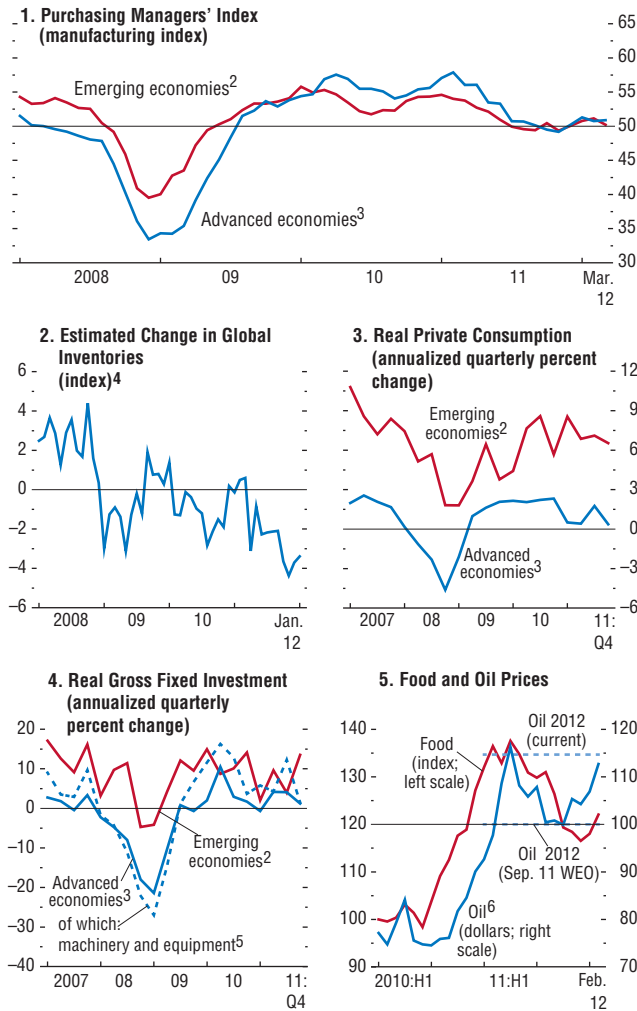 1. Purchasing Managers' Index
(manufacturing index)
65
60
55
50
45
40
35
30
Emerging economies2
Advanced economies3
2008
09
10
11
Mar.
12
2. Estimated Change in Global
Inventories
(index)4
6
4
2
0
–2
–4
–6
2008
09
10
Jan.
12
3. Real Private Consumption
(annualized quarterly percent
change)
12
9
6
3
0
–3
–6
Emerging
economies2
Advanced
economies3
2007
08
09
10
11:
Q4
4. Real Gross Fixed Investment
(annualized quarterly
percent change)
20
10
0
–10
–20
–30
–40
Emerging
economies2
Advanced
economies3
of which:
machinery and equipment5
2007
08
09
10
11:
Q4
5. Food and Oil Prices
140
130
120
110
100
90
120
110
100
90
80
70
Oil 2012
(current)
Food
(index;
left scale)
Oil 2012
(Sep. 11 WEO)
Oil6
(dollars; right
scale)
2010:H1
11:H1
Feb.
12